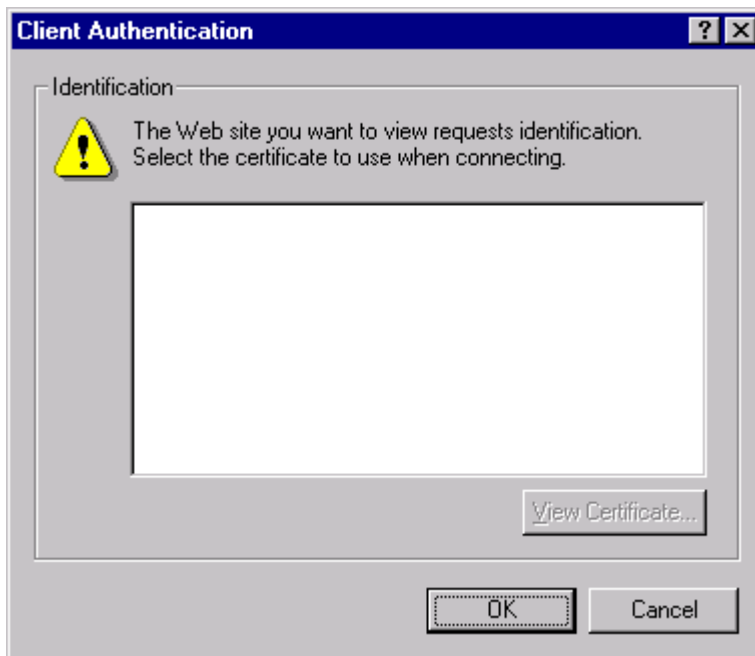 Client Authentication
Identification
The Web site you want to view requests identification.
Select the certificate to use when connecting.
View Certificate...
OK Cancel